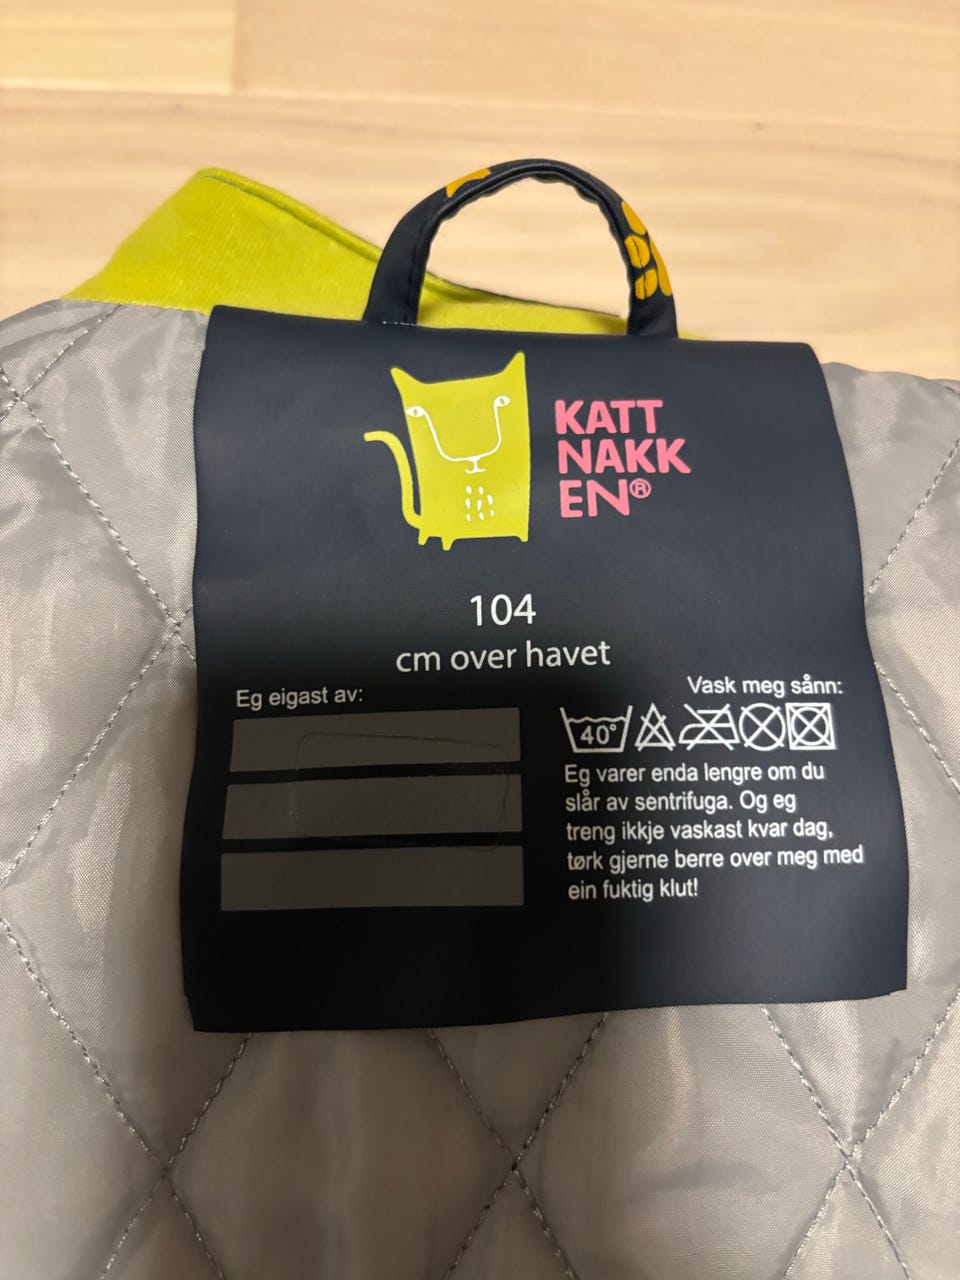 KATT
NAKK
EN®
104
cm over havet
Eg eigast av:
Vask meg sånn:
40°
Eg varer enda lengre om du
slår av sentrifuga. Og eg
treng ikkje vaskast kvar dag,
tørk gjerne berre over meg med
ein fuktig klut!